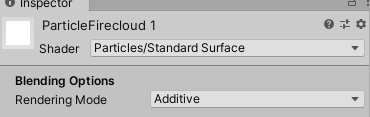 Inspector
ParticleFirecloud 1
Shader Particles/Standard Surface
Blending Options
Rendering Mode Additive